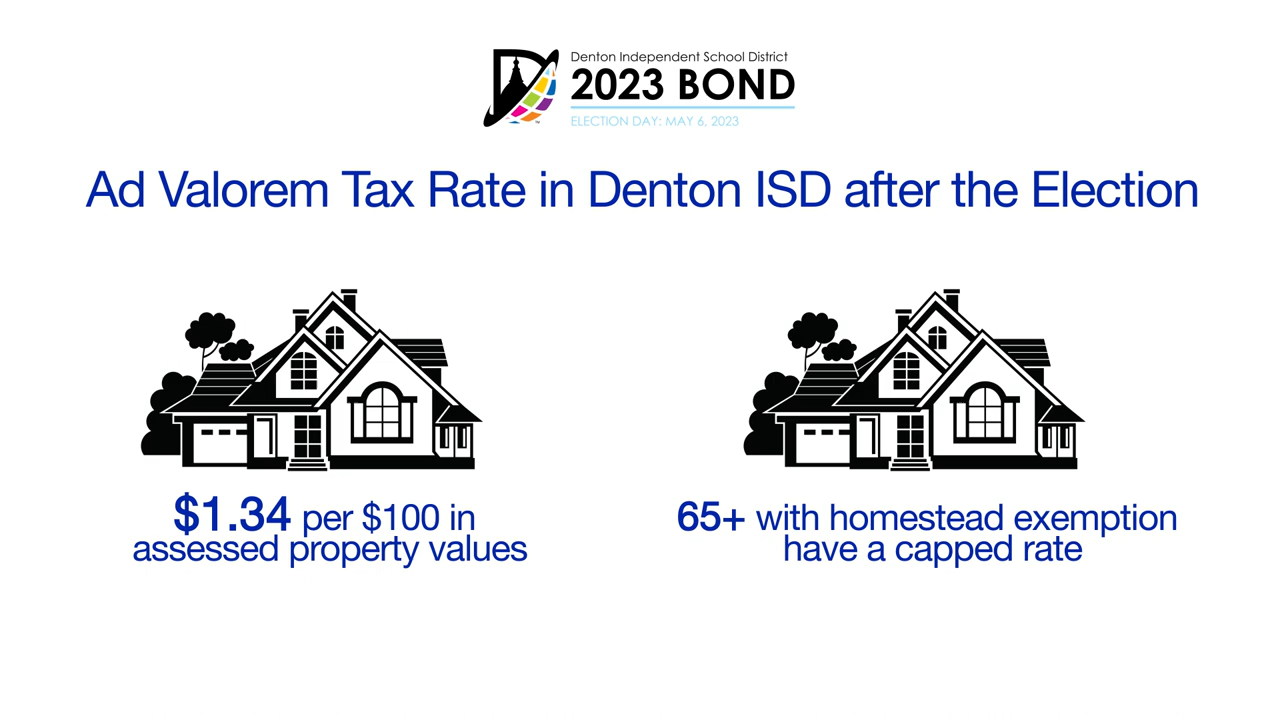 Denton Independent School District
2023 BOND
ELECTION DAY: MAY 6, 2023
Ad Valorem Tax Rate in Denton ISD after the Election
$1.34 per $100 in
assessed property values
65+ with homestead exemption
have a capped rate